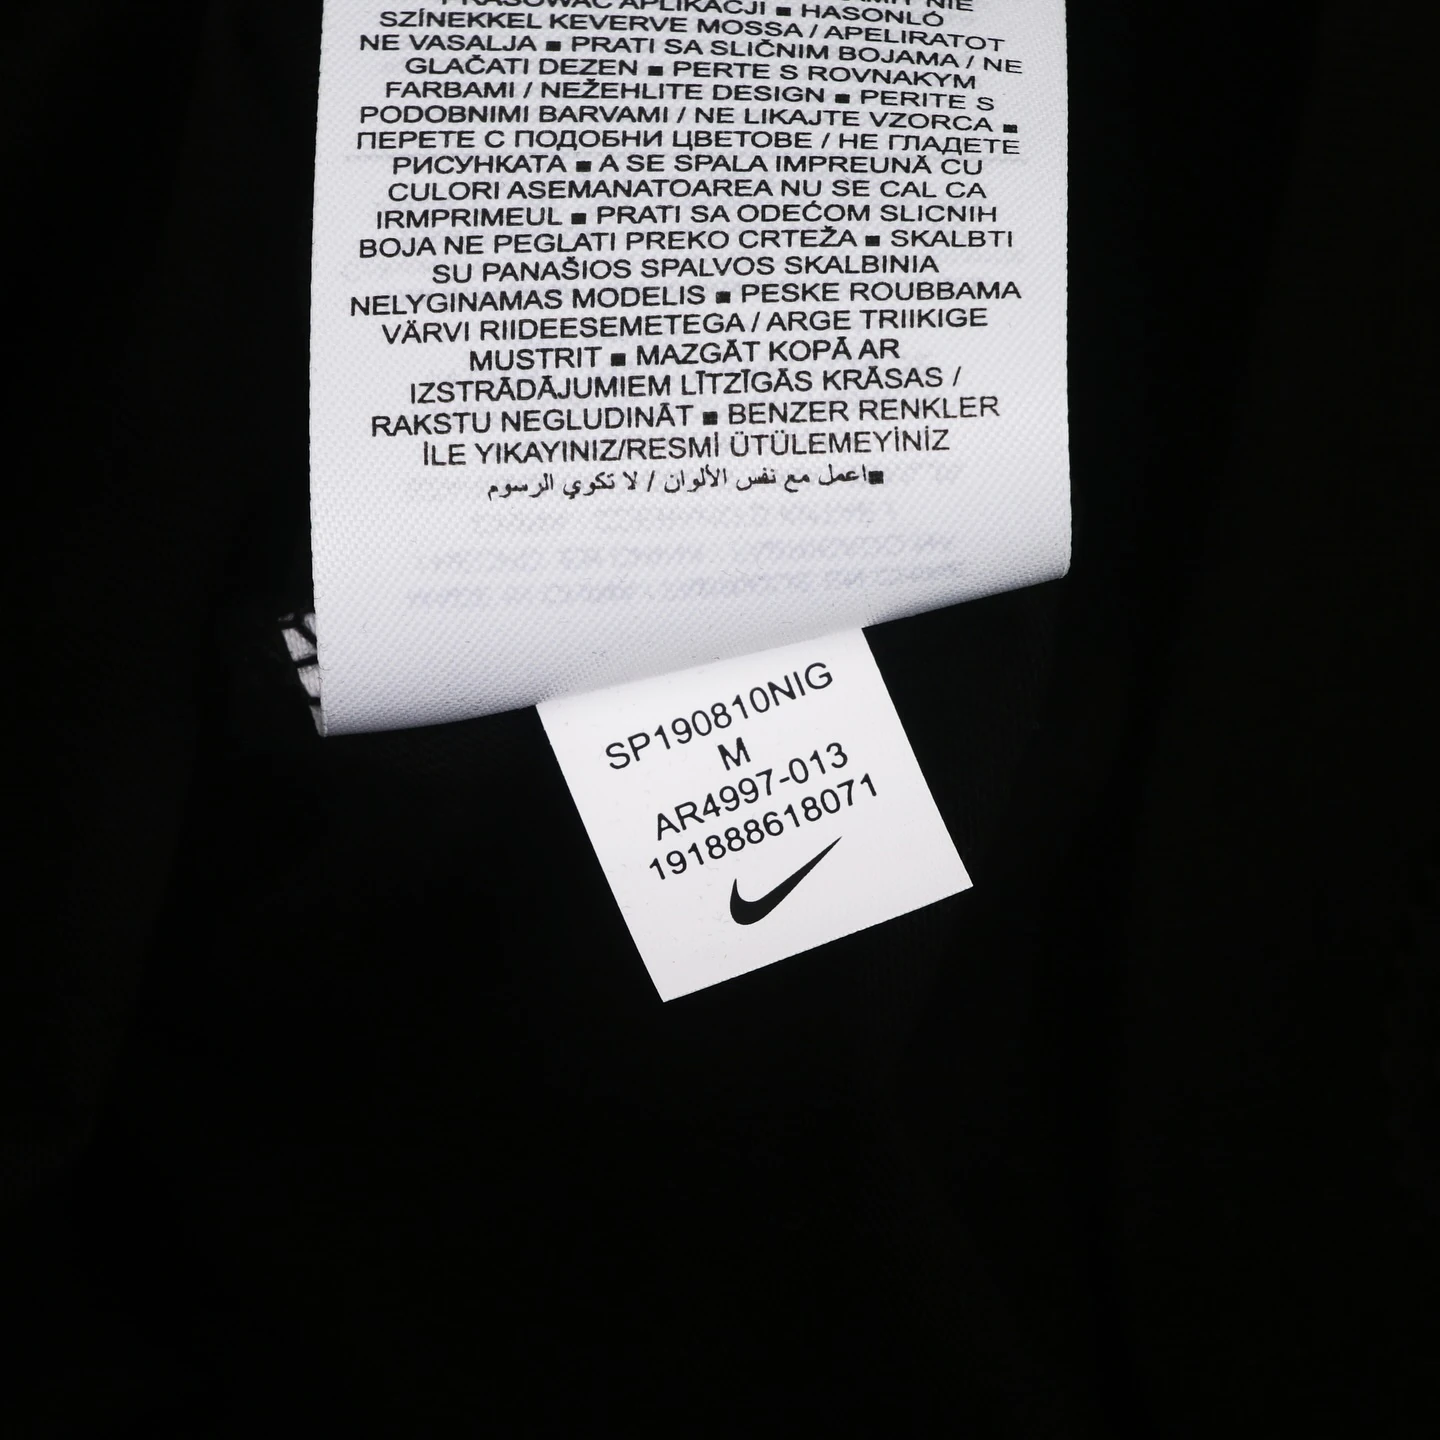 PRASOWAĆ APLIKACJI ■ HASONLÓ
SZÍNEKKEL KEVERVE MOSSA / APELIRATOT
NE VASALJA ■ PRATI SA SLIČNIM BOJAMA / NE
GLAČATI DEZEN ■ PERTE S ROVNAKYM
FARBAMI / NEŽEHLITE DESIGN ■ PERITE S
PODOBNIMI BARVAMI / NE LIKAJTE VZORCA ■
ПЕРЕТЕ С ПОДОБНИ ЦВЕТОВЕ / НЕ ГЛАДЕТЕ
РИСУНКАТА ■ A SE SPALA IMPREUNĂ CU
CULORI ASEMANATOAREA NU SE CAL CA
IRMPRIMEUL ■ PRATI SA ODEĆOM SLICNIH
BOJA NE PEGLATI PREKO CRTEŽA ■ SKALBTI
SU PANAŠIOS SPALVOS SKALBINIA
NELYGINAMAS MODELIS ■ PESKE ROUBBAMA
VÄRVI RIIDEESEMETEGA / ARGE TRIIKIGE
MUSTRIT ■ MAZGĀT KOPĀ AR
IZSTRĀDĀJUMIEM LĪTZĪGĀS KRĀSAS /
RAKSTU NEGLUDINĀT ■ BENZER RENKLER
İLE YIKAYINIZ/RESMİ ÜTÜLEMEYİNİZ
■اعمل مع نفس الألوان / لا تكوي الرسوم
SP190810NIG
M
AR4997-013
191888618071